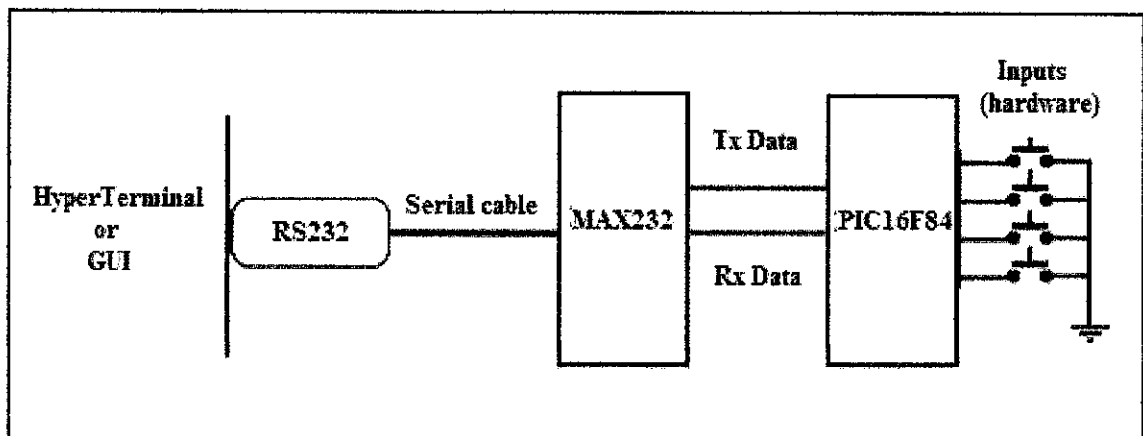 HyperTerminal
or
GUI
RS232
Serial cable
MAX232
Tx Data
Rx Data
PIC16F84
Inputs
(hardware)